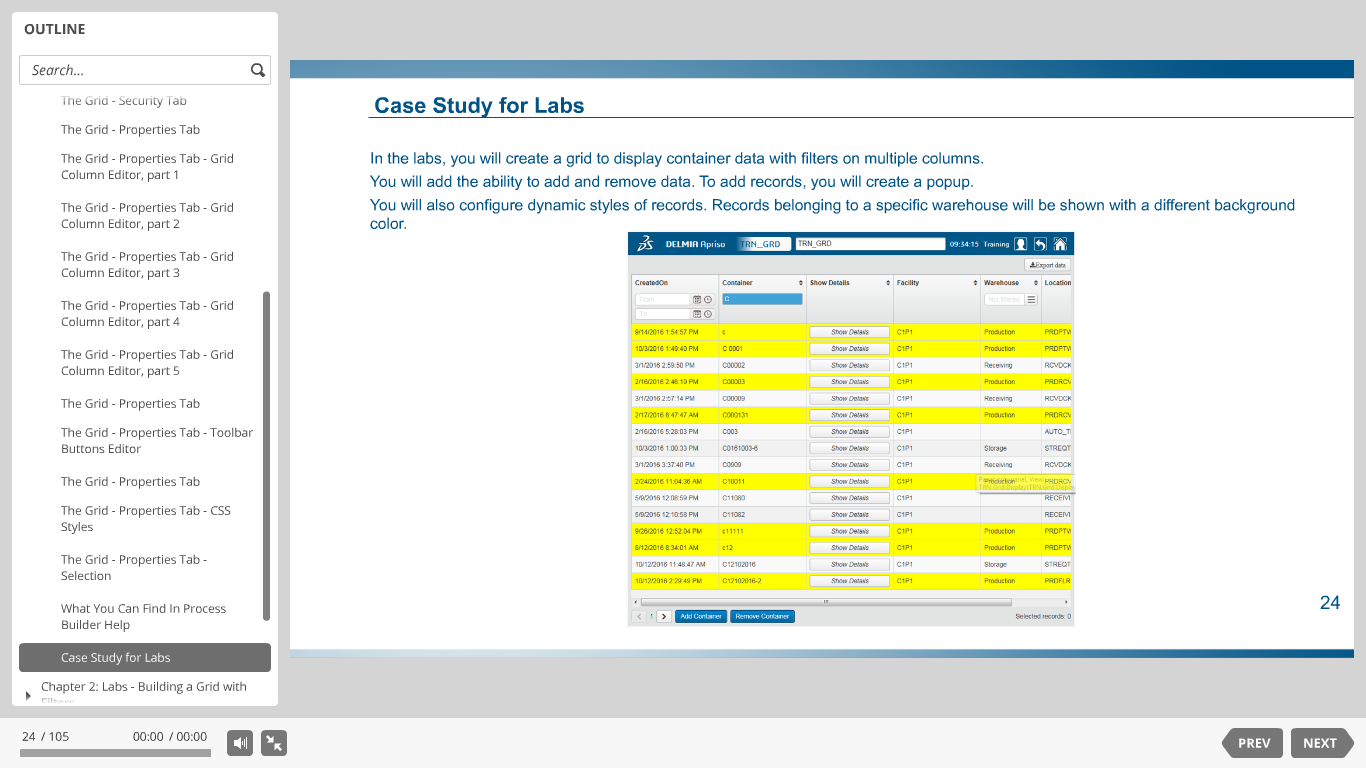 OUTLINE
Search...
The Grid - Security Tab
The Grid - Properties Tab
The Grid - Properties Tab - Grid
Column Editor, part 1
The Grid - Properties Tab - Grid
Column Editor, part 2
The Grid - Properties Tab - Grid
Column Editor, part 3
The Grid - Properties Tab - Grid
Column Editor, part 4
The Grid - Properties Tab - Grid
Column Editor, part 5
The Grid - Properties Tab
The Grid - Properties Tab - Toolbar
Buttons Editor
The Grid - Properties Tab
The Grid - Properties Tab - CSS
Styles
The Grid - Properties Tab -
Selection
What You Can Find In Process
Builder Help
Case Study for Labs
Chapter 2: Labs - Building a Grid with
Filters
Case Study for Labs
In the labs, you will create a grid to display container data with filters on multiple columns.
You will add the ability to add and remove data. To add records, you will create a popup.
You will also configure dynamic styles of records. Records belonging to a specific warehouse will be shown with a different background
color.
DELMIA Apriso TRN_GRD TRN_GRD 09:34:15 Training
Export data
CreatedOn Container Show Details Facility Warehouse Location
From C Not filtered
To
9/14/2016 1:54:57 PM c Show Details C1P1 Production PRDPTW
10/3/2016 1:49:40 PM C 0001 Show Details C1P1 Production PRDPTW
3/1/2016 2:59:50 PM C00002 Show Details C1P1 Receiving RCVDCK
2/16/2016 2:46:19 PM C00003 Show Details C1P1 Production PRDRCV
3/1/2016 2:57:14 PM C00009 Show Details C1P1 Receiving RCVDCK
2/17/2016 8:47:47 AM C000131 Show Details C1P1 Production PRDRCV
2/16/2016 5:28:03 PM C003 Show Details C1P1 AUTO_T
10/3/2016 1:00:33 PM C0161003-6 Show Details C1P1 Storage STREQT
3/1/2016 3:37:40 PM C0909 Show Details C1P1 Receiving RCVDCK
2/24/2016 11:04:36 AM C10011 Show Details C1P1 Production PRDRCV
5/9/2016 12:08:59 PM C11080 Show Details C1P1 RECEIVI
5/9/2016 12:10:58 PM C11082 Show Details C1P1 RECEIVI
9/26/2016 12:52:04 PM c11111 Show Details C1P1 Production PRDPTW
8/12/2016 8:34:01 AM c12 Show Details C1P1 Production PRDPTW
10/12/2016 11:48:47 AM C12102016 Show Details C1P1 Storage STREQT
10/12/2016 2:29:49 PM C12102016-2 Show Details C1P1 Production PRDFLR
1 Add Container Remove Container Selected records: 0
24
24 / 105 00:00 / 00:00
PREV NEXT